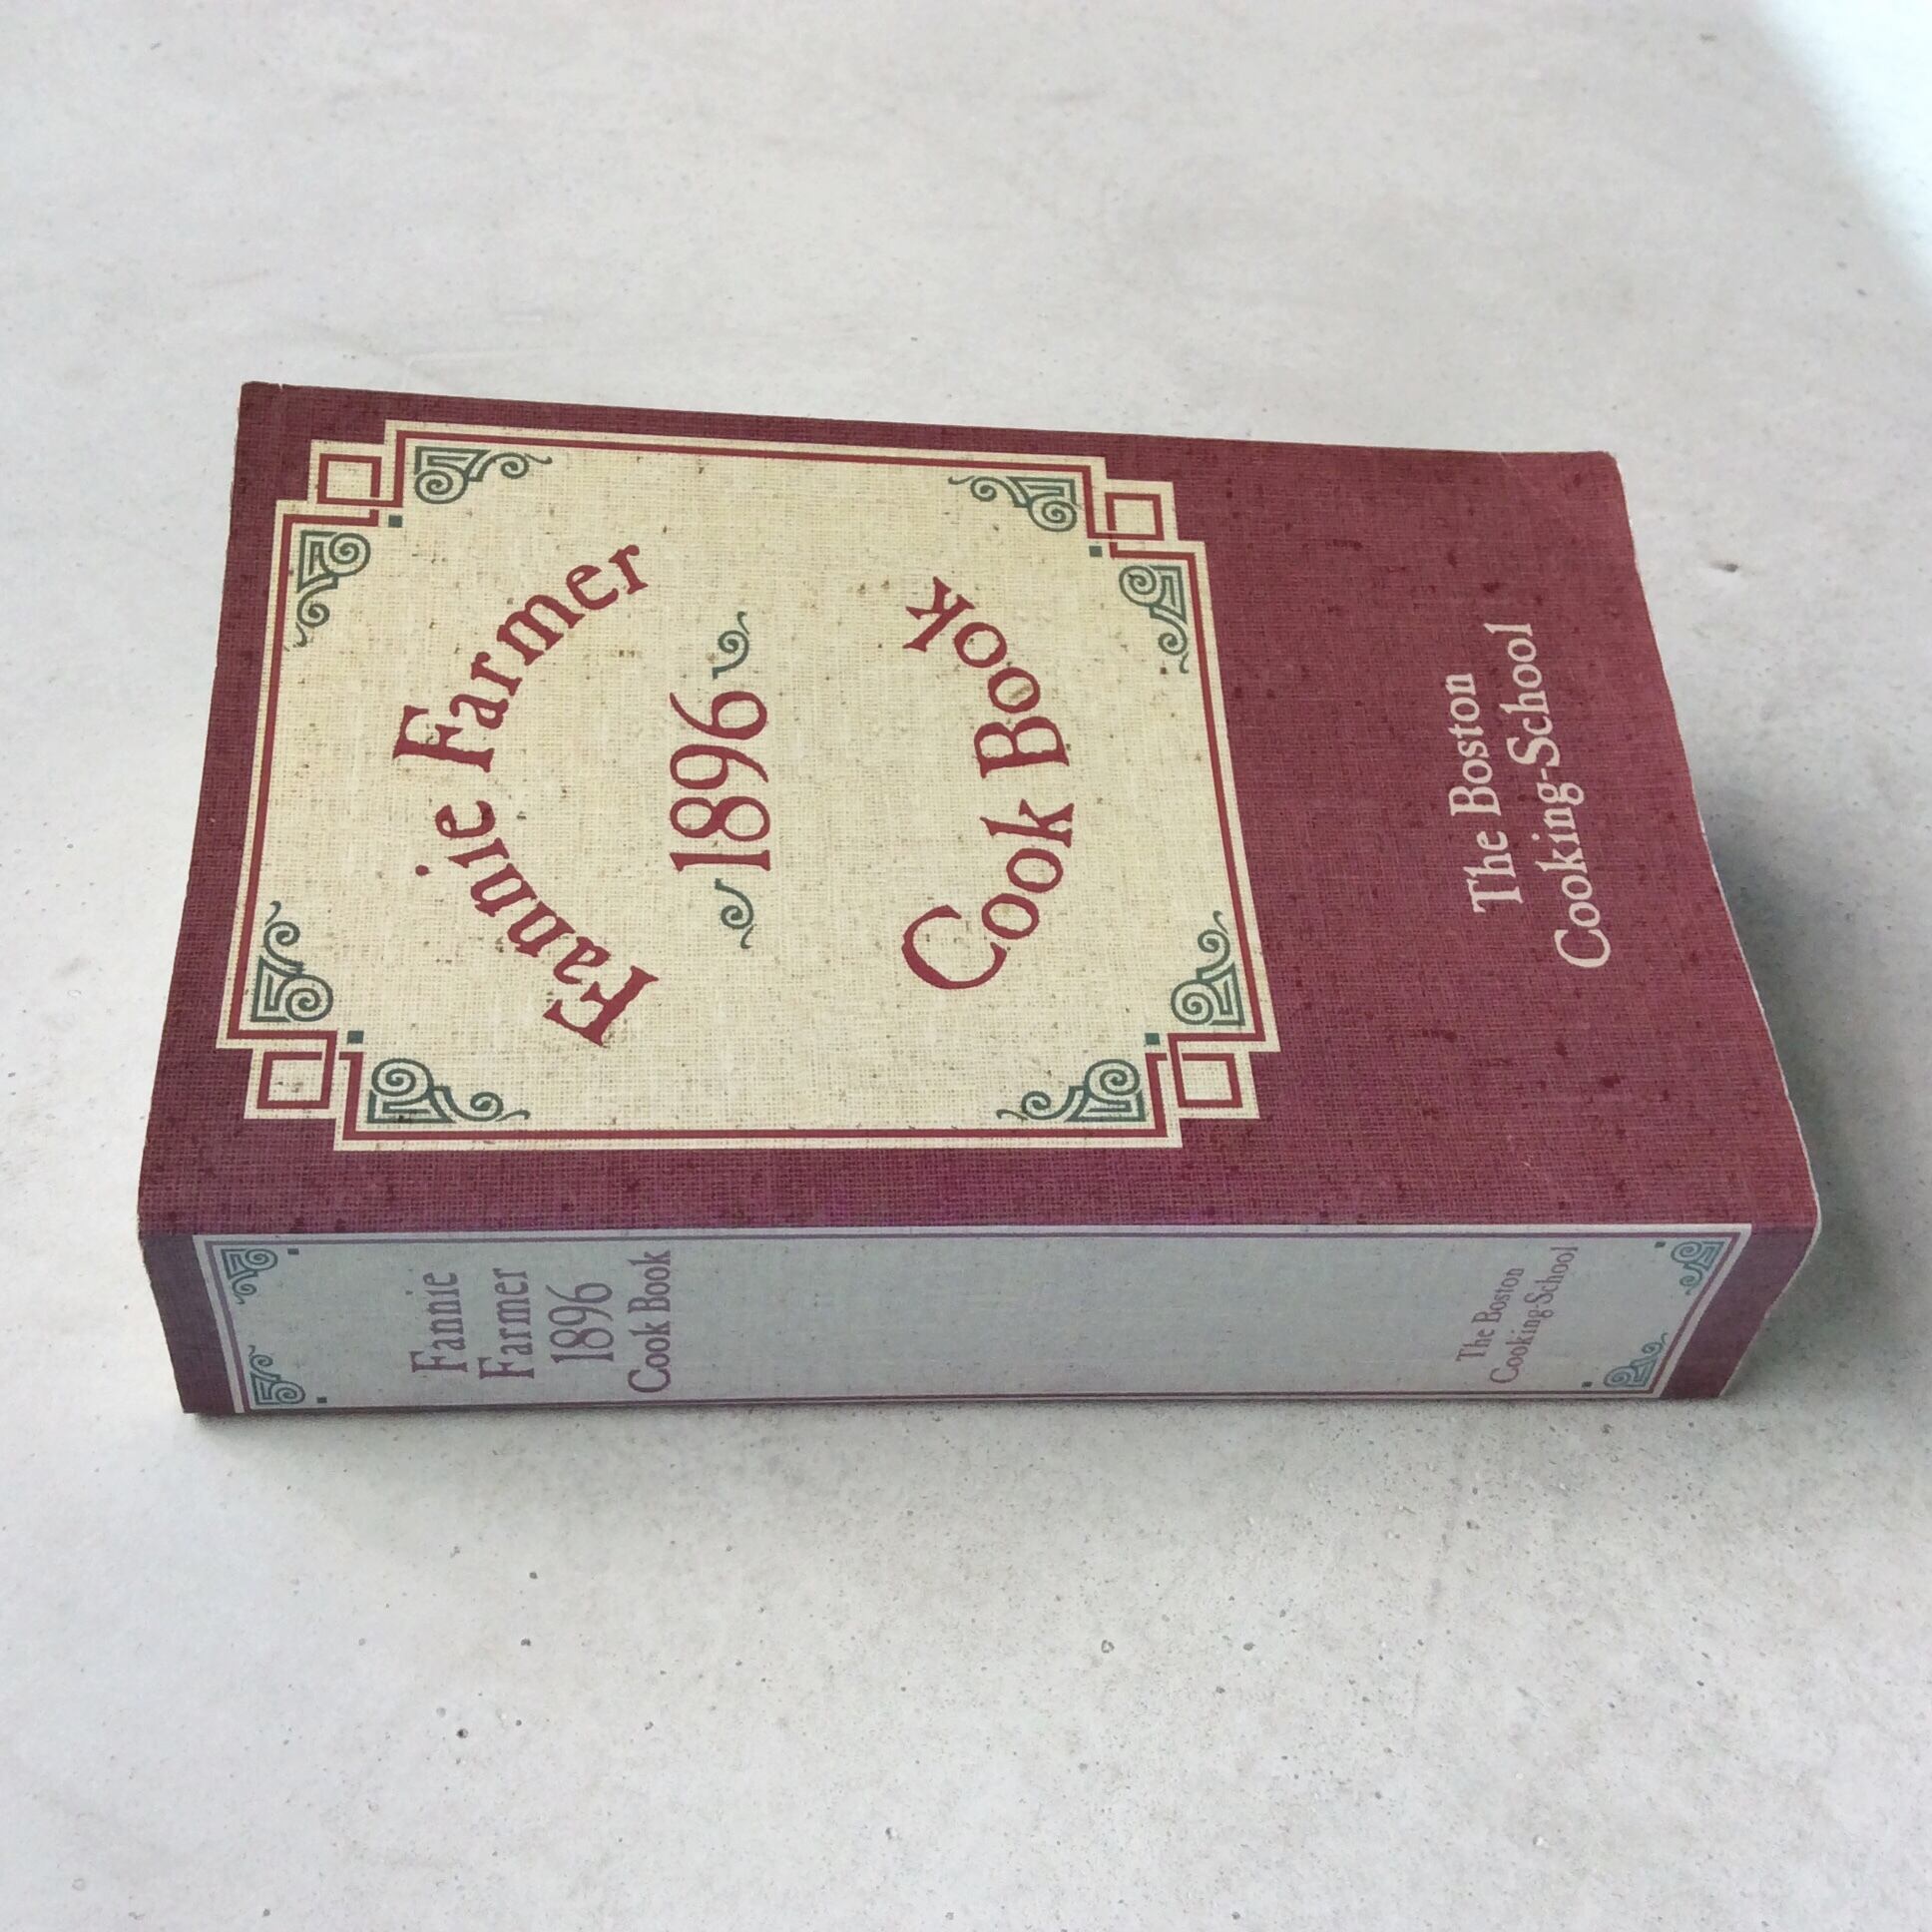 Fannie Farmer
1896
Cook Book
The Boston
Cooking-School
Fannie
Farmer
1896
Cook Book
The Boston
Cooking-School